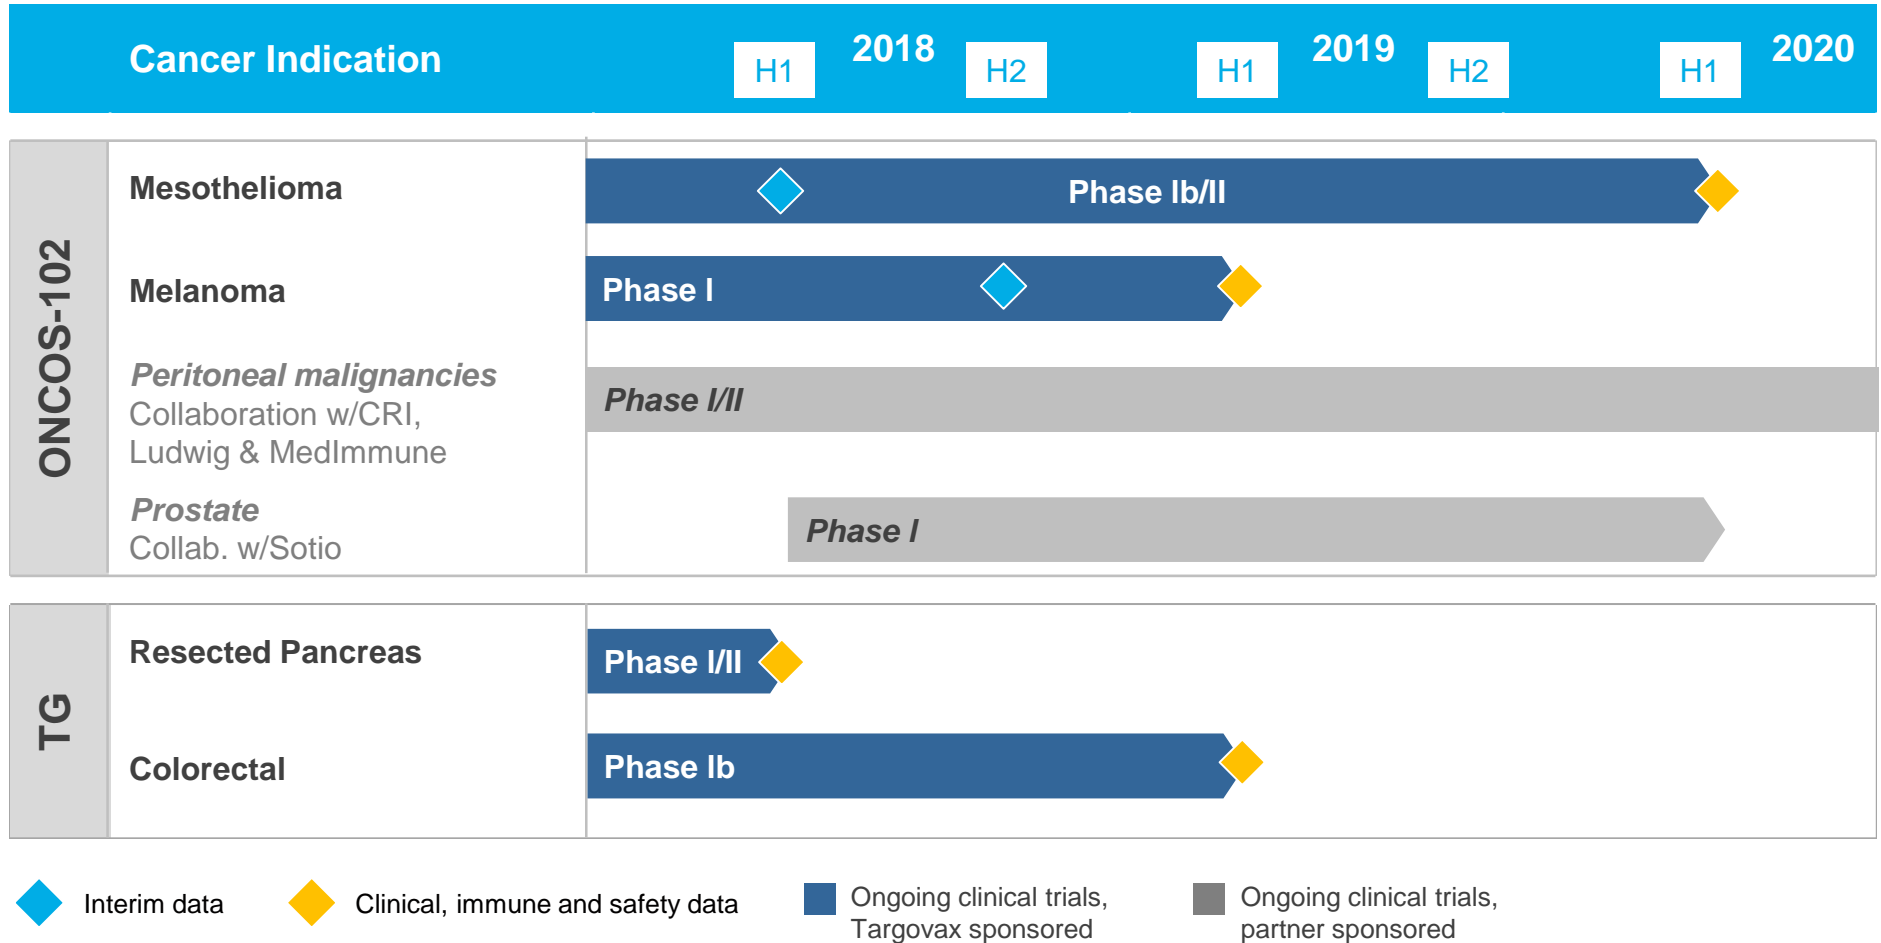 Cancer Indication
H1
2018
H2
H1
2019
H2
H1
2020
ONCOS-102
Mesothelioma
Phase Ib/II
Melanoma
Phase I
Peritoneal malignancies
Collaboration w/CRI,
Ludwig & MedImmune
Phase I/II
Prostate
Collab. w/Sotio
Phase I
TG
Resected Pancreas
Phase I/II
Colorectal
Phase Ib
Interim data
Clinical, immune and safety data
Ongoing clinical trials,
Targovax sponsored
Ongoing clinical trials,
partner sponsored